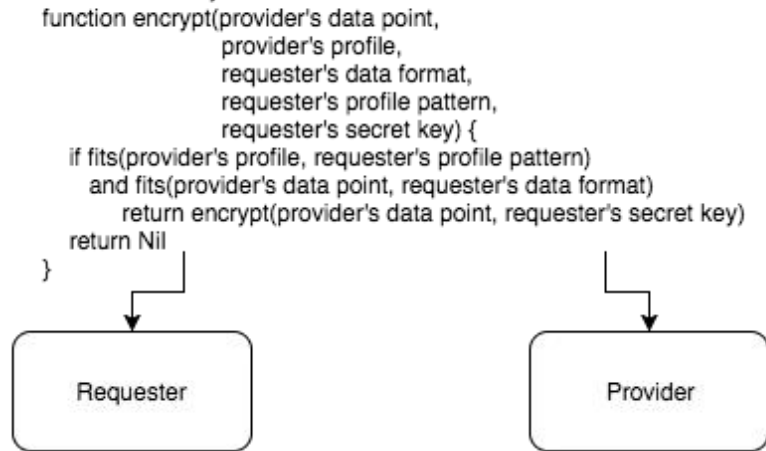 function encrypt(provider's data point,
provider's profile,
requester's data format,
requester's profile pattern,
requester's secret key) {
if fits(provider's profile, requester's profile pattern)
and fits(provider's data point, requester's data format)
return encrypt(provider's data point, requester's secret key)
return Nil
}
Requester
Provider